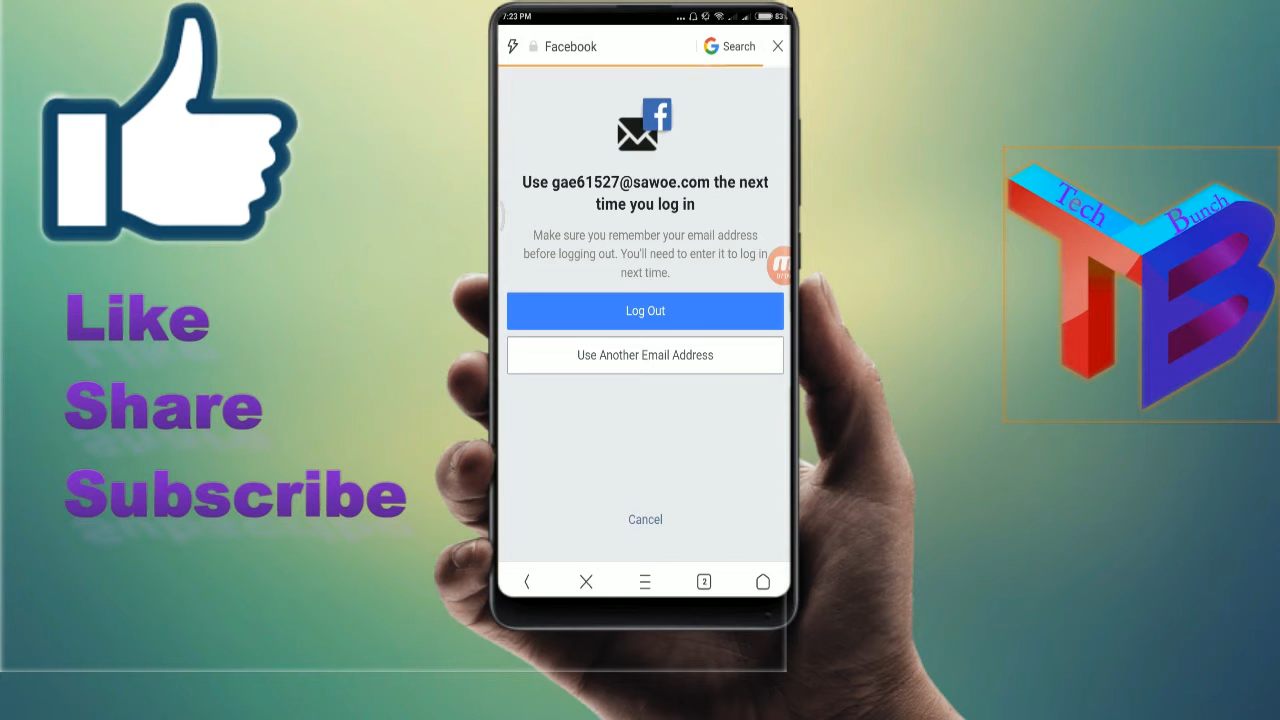 7:23 PM
83
Facebook
Search
Use gae61527@sawoe.com the next
time you log in
Make sure you remember your email address
before logging out. You'll need to enter it to log in
next time.
Log Out
Use Another Email Address
Cancel
2
Like
Share
Subscribe
Tech
Bunch
TB